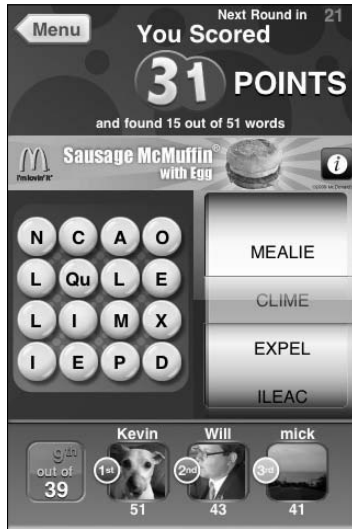 Next Round in 21
Menu
You Scored
31 POINTS
and found 15 out of 51 words
Sausage McMuffin®
with Egg
i'm lovin' it®
i
N C A O
L Qu L E
L I M X
I E P D
MEALIE
CLIME
EXPEL
ILEAC
9th
out of
39
Kevin Will mick
1st 2nd 3rd
51 43 41